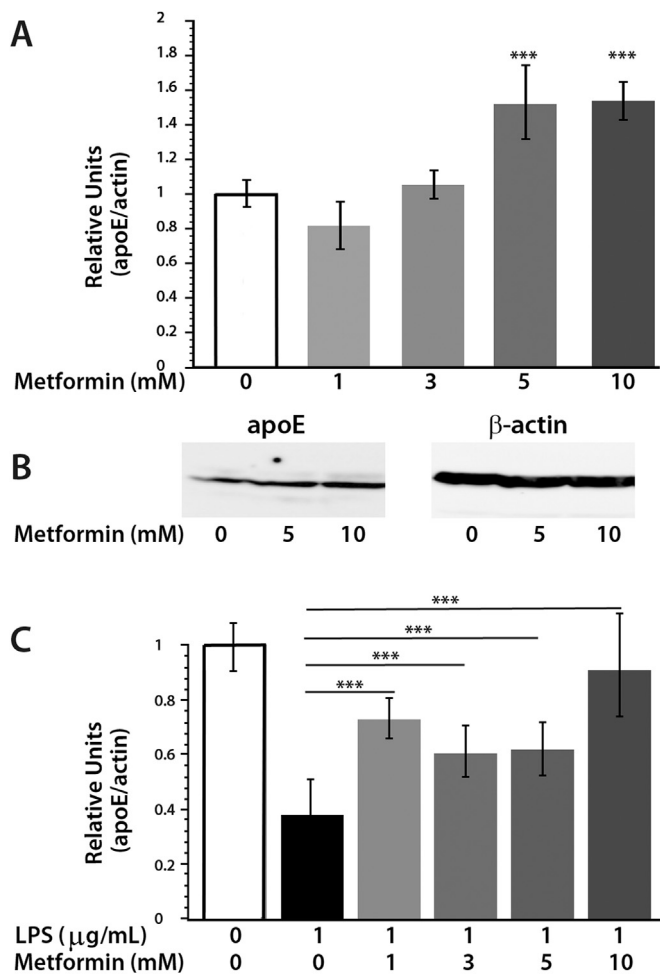 A
Relative Units
(apoE/actin)
2
1.8
1.6
1.4
1.2
1
0.8
0.6
0.4
0.2
0
*** ***
Metformin (mM) 0 1 3 5 10
B
apoE β-actin
Metformin (mM) 0 5 10 0 5 10
C
Relative Units
(apoE/actin)
1
0.8
0.6
0.4
0.2
0
***
***
***
***
LPS (μg/mL) 0 1 1 1 1 1
Metformin (mM) 0 0 1 3 5 10